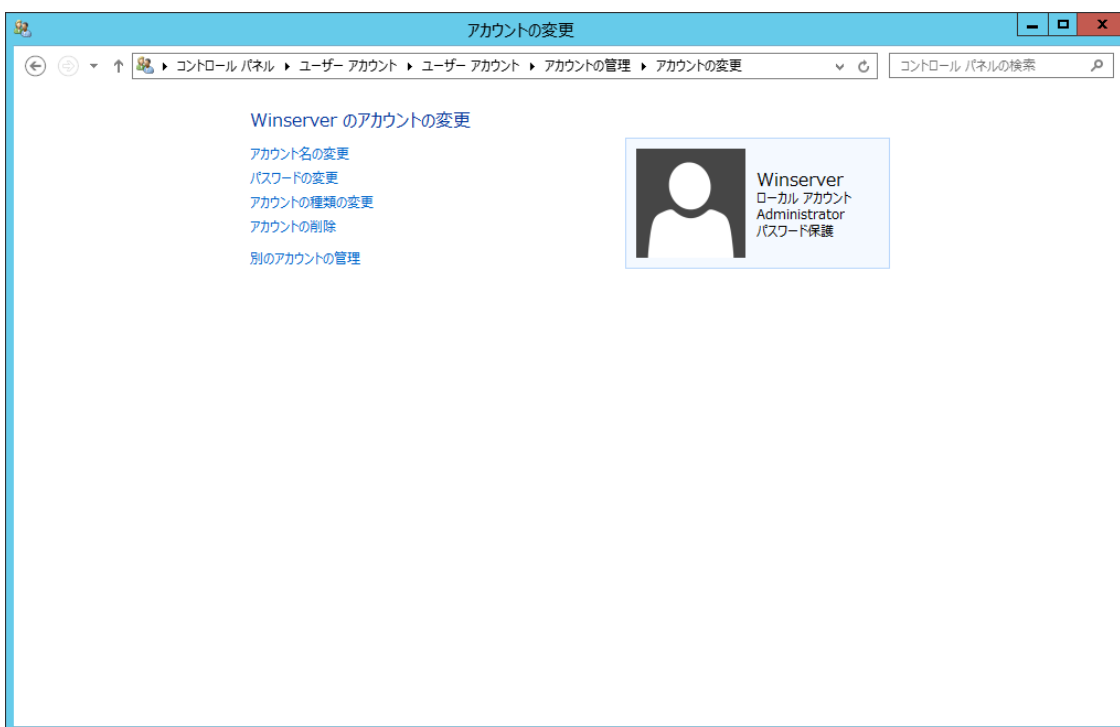 アカウントの変更
コントロール パネル ユーザー アカウント ユーザー アカウント アカウントの管理 アカウントの変更
コントロール パネルの検索
Winserver のアカウントの変更
アカウント名の変更
パスワードの変更
アカウントの種類の変更
アカウントの削除
別のアカウントの管理
Winserver
ローカル アカウント
Administrator
パスワード保護